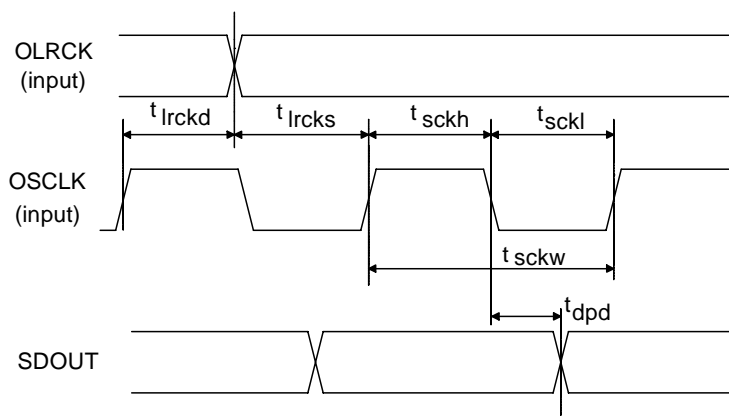 OLRCK
(input)
t lrckd
t lrcks
t sckh
t sckl
OSCLK
(input)
t sckw
t dpd
SDOUT